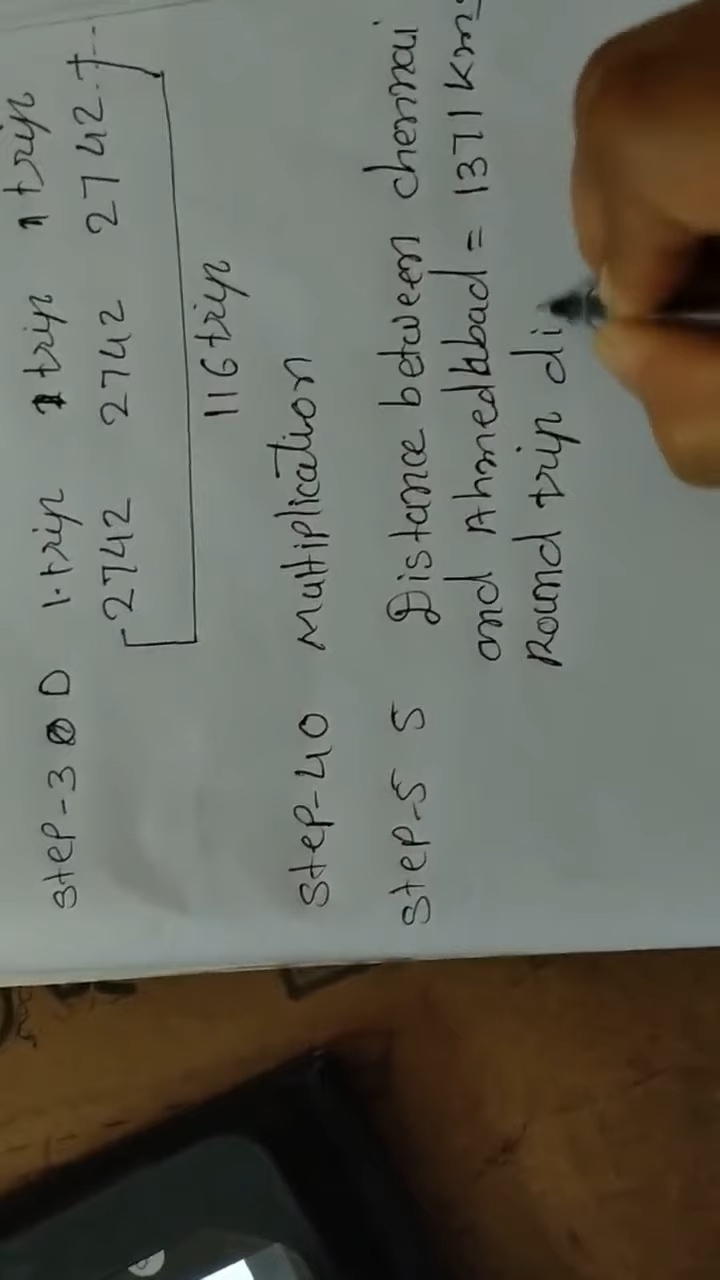 Step-3 D 1 trip 1 trip 1 trip
2742 2742 2742 + --
116 trip
Step-4 O Multiplication
Step-5 S Distance between chennai
and Ahmedabad = 1371 km
Round trip di